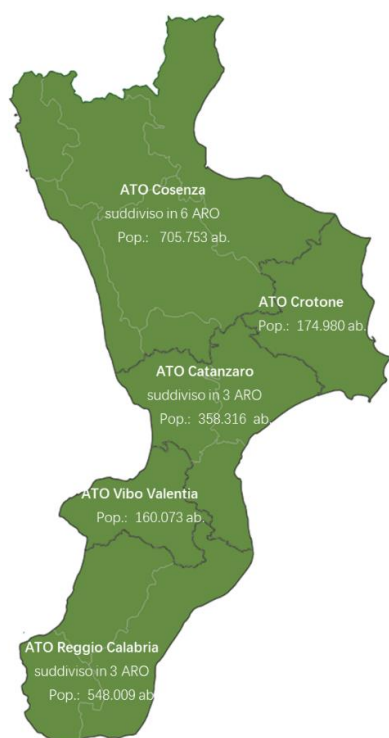 ATO Cosenza
suddiviso in 6 ARO
Pop.: 705.753 ab.
ATO Crotone
Pop.: 174.980 ab.
ATO Catanzaro
suddiviso in 3 ARO
Pop.: 358.316 ab.
ATO Vibo Valentia
Pop.: 160.073 ab.
ATO Reggio Calabria
suddiviso in 3 ARO
Pop.: 548.009 ab